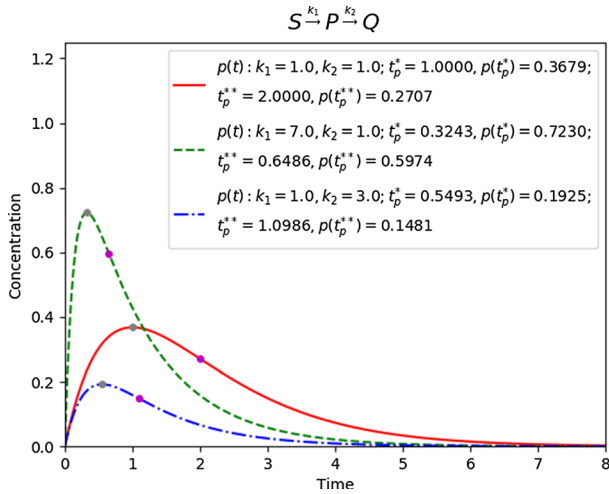 S k₁→ P k₂→ Q
p(t) : k₁ = 1.0, k₂ = 1.0; t*ₚ = 1.0000, p(t*ₚ) = 0.3679;
t**ₚ = 2.0000, p(t**ₚ) = 0.2707
p(t) : k₁ = 7.0, k₂ = 1.0; t*ₚ = 0.3243, p(t*ₚ) = 0.7230;
t**ₚ = 0.6486, p(t**ₚ) = 0.5974
p(t) : k₁ = 1.0, k₂ = 3.0; t*ₚ = 0.5493, p(t*ₚ) = 0.1925;
t**ₚ = 1.0986, p(t**ₚ) = 0.1481
Concentration
1.2
1.0
0.8
0.6
0.4
0.2
0.0
0 1 2 3 4 5 6 7 8
Time